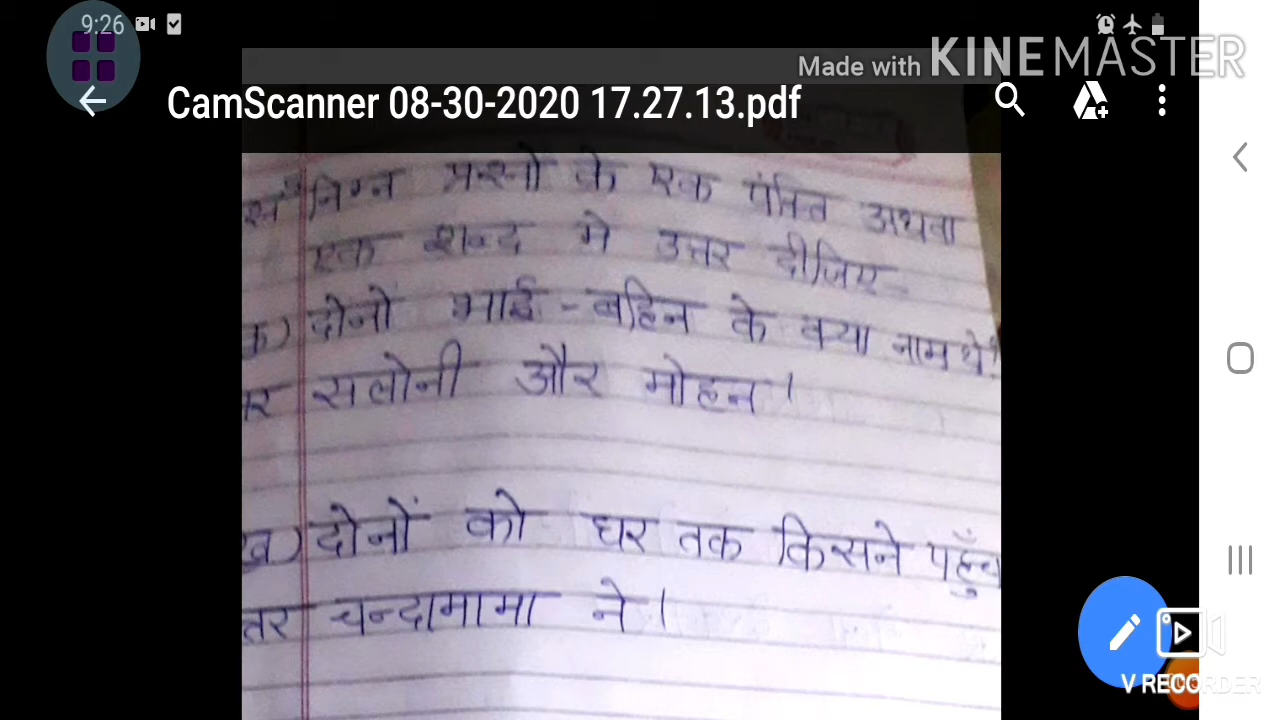 9:26
Made with KINEMASTER
CamScanner 08-30-2020 17.27.13.pdf
निम्न प्रश्नों के एक पंक्ति अथवा
एक शब्द मे उत्तर दीजिए-
क) दोनो भाई-बहिन के क्या नाम थे?
सलोनी और मोहन।
ख) दोनों को घर तक किसने पहुँच
तर चन्दामामा ने।
V RECORDER